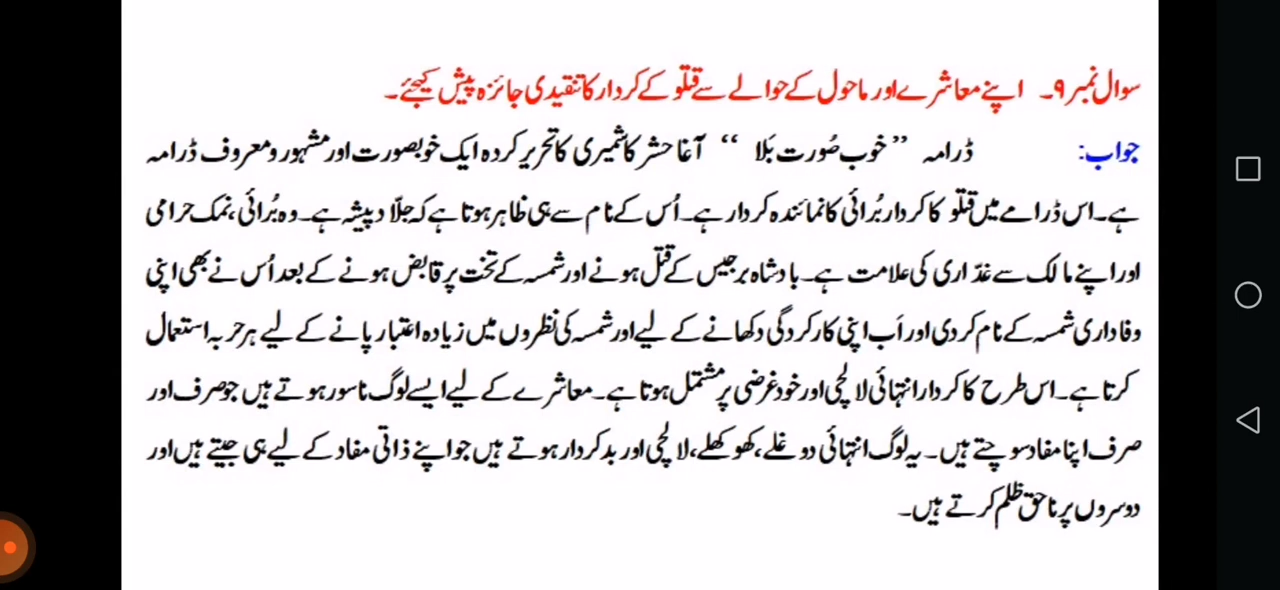 سوال نمبر ۹۔ اپنے معاشرے اور ماحول کے حوالے سے قتلو کے کردار کا تنقیدی جائزہ پیش کیجئے۔
جواب: ڈرامہ ”خوب صُورت بَلا“ آغا حشر کاشمیری کا تحریر کردہ ایک خوبصورت اور مشہور و معروف ڈرامہ
ہے۔ اس ڈرامے میں قتلو کا کردار بُرائی کا نمائندہ کردار ہے۔ اُس کے نام سے ہی ظاہر ہوتا ہے کہ جلّاد پیشہ ہے۔ وہ بُرائی، نمک حرامی
اور اپنے مالک سے غدّاری کی علامت ہے۔ بادشاہ برجیس کے قتل ہونے اور شمسہ کے تخت پر قابض ہونے کے بعد اُس نے بھی اپنی
وفاداری شمسہ کے نام کردی اور اَب اپنی کارکردگی دکھانے کے لیے اور شمسہ کی نظروں میں زیادہ اعتبار پانے کے لیے ہر حربہ استعمال
کرتا ہے۔ اس طرح کا کردار انتہائی لالچی اور خود غرضی پر مشتمل ہوتا ہے۔ معاشرے کے لیے ایسے لوگ ناسور ہوتے ہیں جو صرف اور
صرف اپنا مفاد سوچتے ہیں۔ یہ لوگ انتہائی دوغلے، کھوکھلے، لالچی اور بد کردار ہوتے ہیں جو اپنے ذاتی مفاد کے لیے ہی جیتے ہیں اور
دوسروں پر ناحق ظلم کرتے ہیں۔